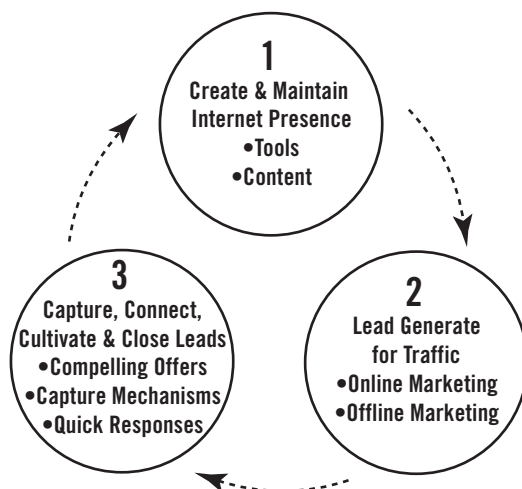 1
Create & Maintain
Internet Presence
•Tools
•Content
2
Lead Generate
for Traffic
•Online Marketing
•Offline Marketing
3
Capture, Connect,
Cultivate & Close Leads
•Compelling Offers
•Capture Mechanisms
•Quick Responses